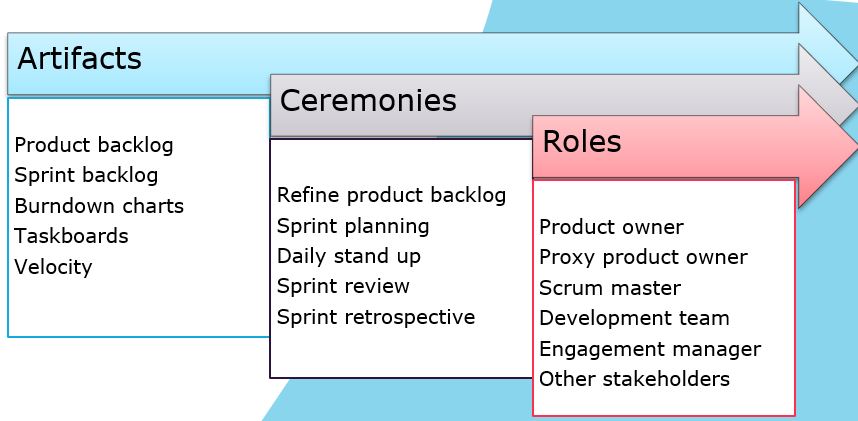 Artifacts
Product backlog
Sprint backlog
Burndown charts
Taskboards
Velocity
Ceremonies
Refine product backlog
Sprint planning
Daily stand up
Sprint review
Sprint retrospective
Roles
Product owner
Proxy product owner
Scrum master
Development team
Engagement manager
Other stakeholders